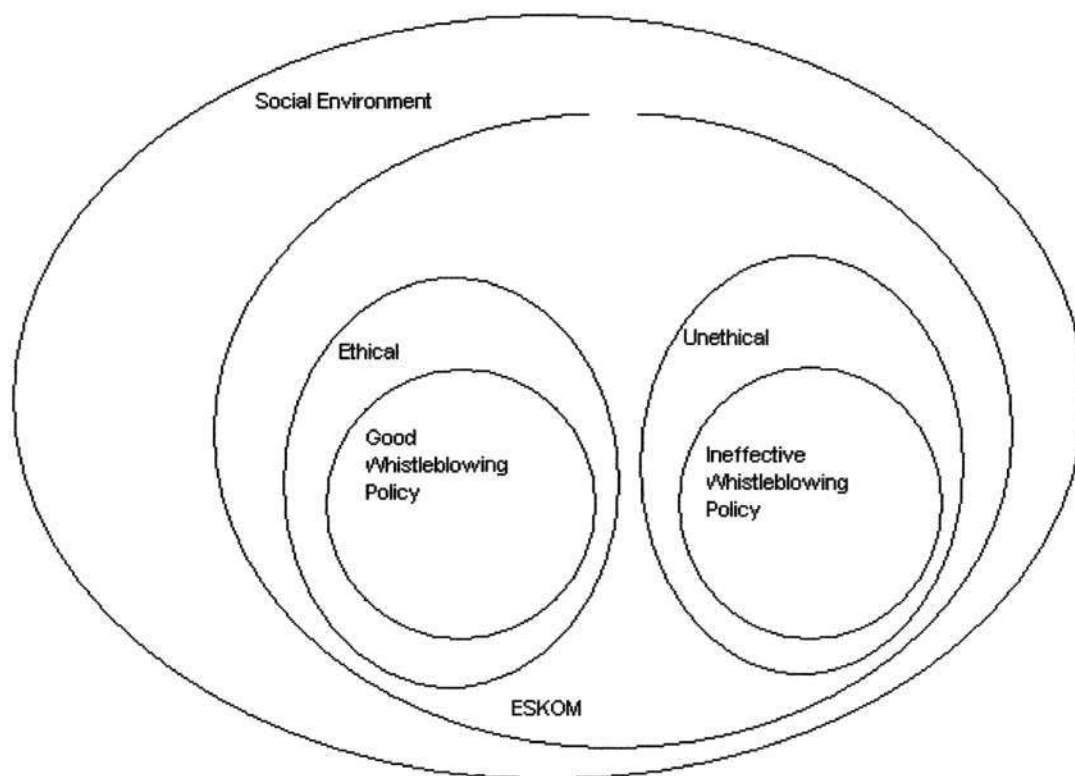 Social Environment
Ethical
Unethical
Good
Whistleblowing
Policy
Ineffective
Whistleblowing
Policy
ESKOM